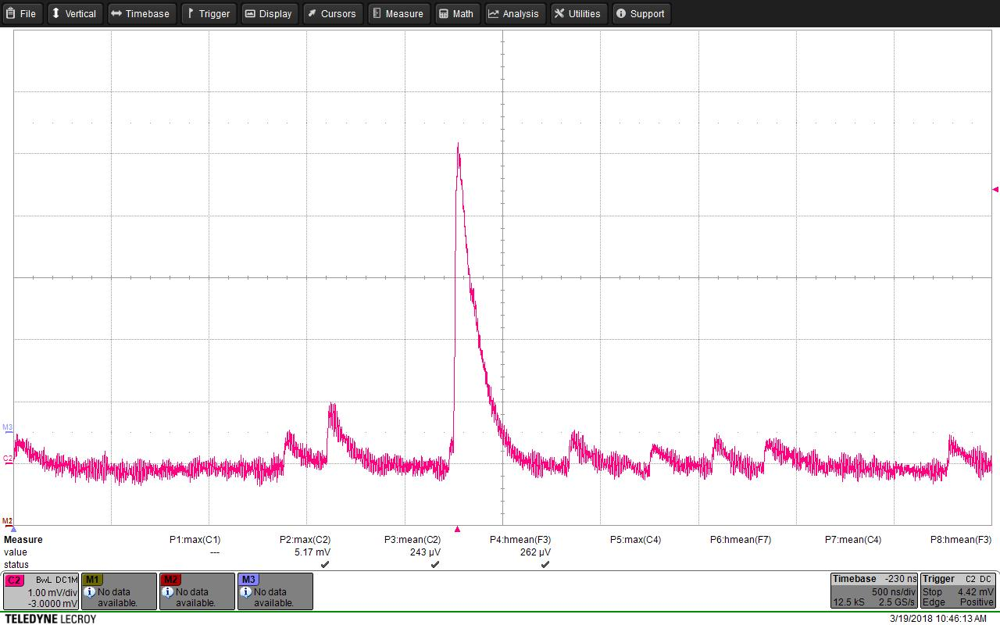 File Vertical Timebase Trigger Display Cursors Measure Math Analysis Utilities Support
M3
C2
M2
Measure P1:max(C1) P2:max(C2) P3:mean(C2) P4:hmean(F3) P5:max(C4) P6:hmean(F7) P7:mean(C4) P8:hmean(F3)
value --- 5.17 mV 243 µV 262 µV
status
C2 BwL DC1M M1 M2 M3 Timebase -230 ns Trigger C2 DC
1.00 mV/div No data No data No data 500 ns/div Stop 4.42 mV
-3.0000 mV available. available. available. 12.5 kS 2.5 GS/s Edge Positive
TELEDYNE LECROY 3/19/2018 10:46:13 AM